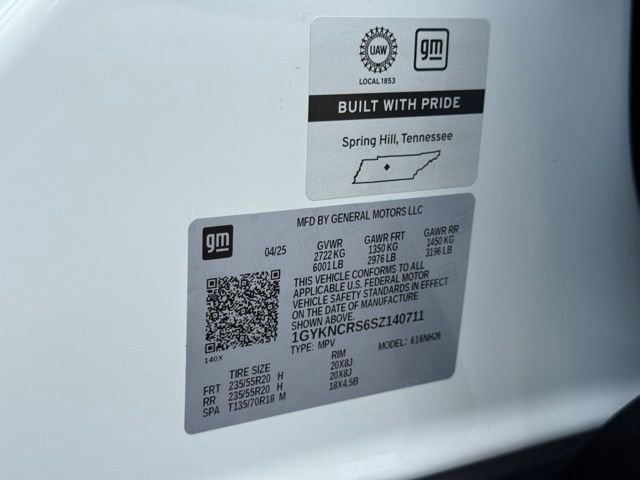 UAW
gm
LOCAL 1853
BUILT WITH PRIDE
Spring Hill, Tennessee
gm
MFD BY GENERAL MOTORS LLC
04/25 GVWR GAWR FRT GAWR RR
2722 KG 1350 KG 1450 KG
6001 LB 2976 LB 3196 LB
THIS VEHICLE CONFORMS TO ALL
APPLICABLE U.S. FEDERAL MOTOR
VEHICLE SAFETY STANDARDS IN EFFECT
ON THE DATE OF MANUFACTURE
SHOWN ABOVE.
1GYKNCRS6SZ140711
TYPE: MPV MODEL: 616NH26
140X
TIRE SIZE RIM
FRT 235/55R20 H 20X8J
RR 235/55R20 H 20X8J
SPA T135/70R18 M 18X4.5B